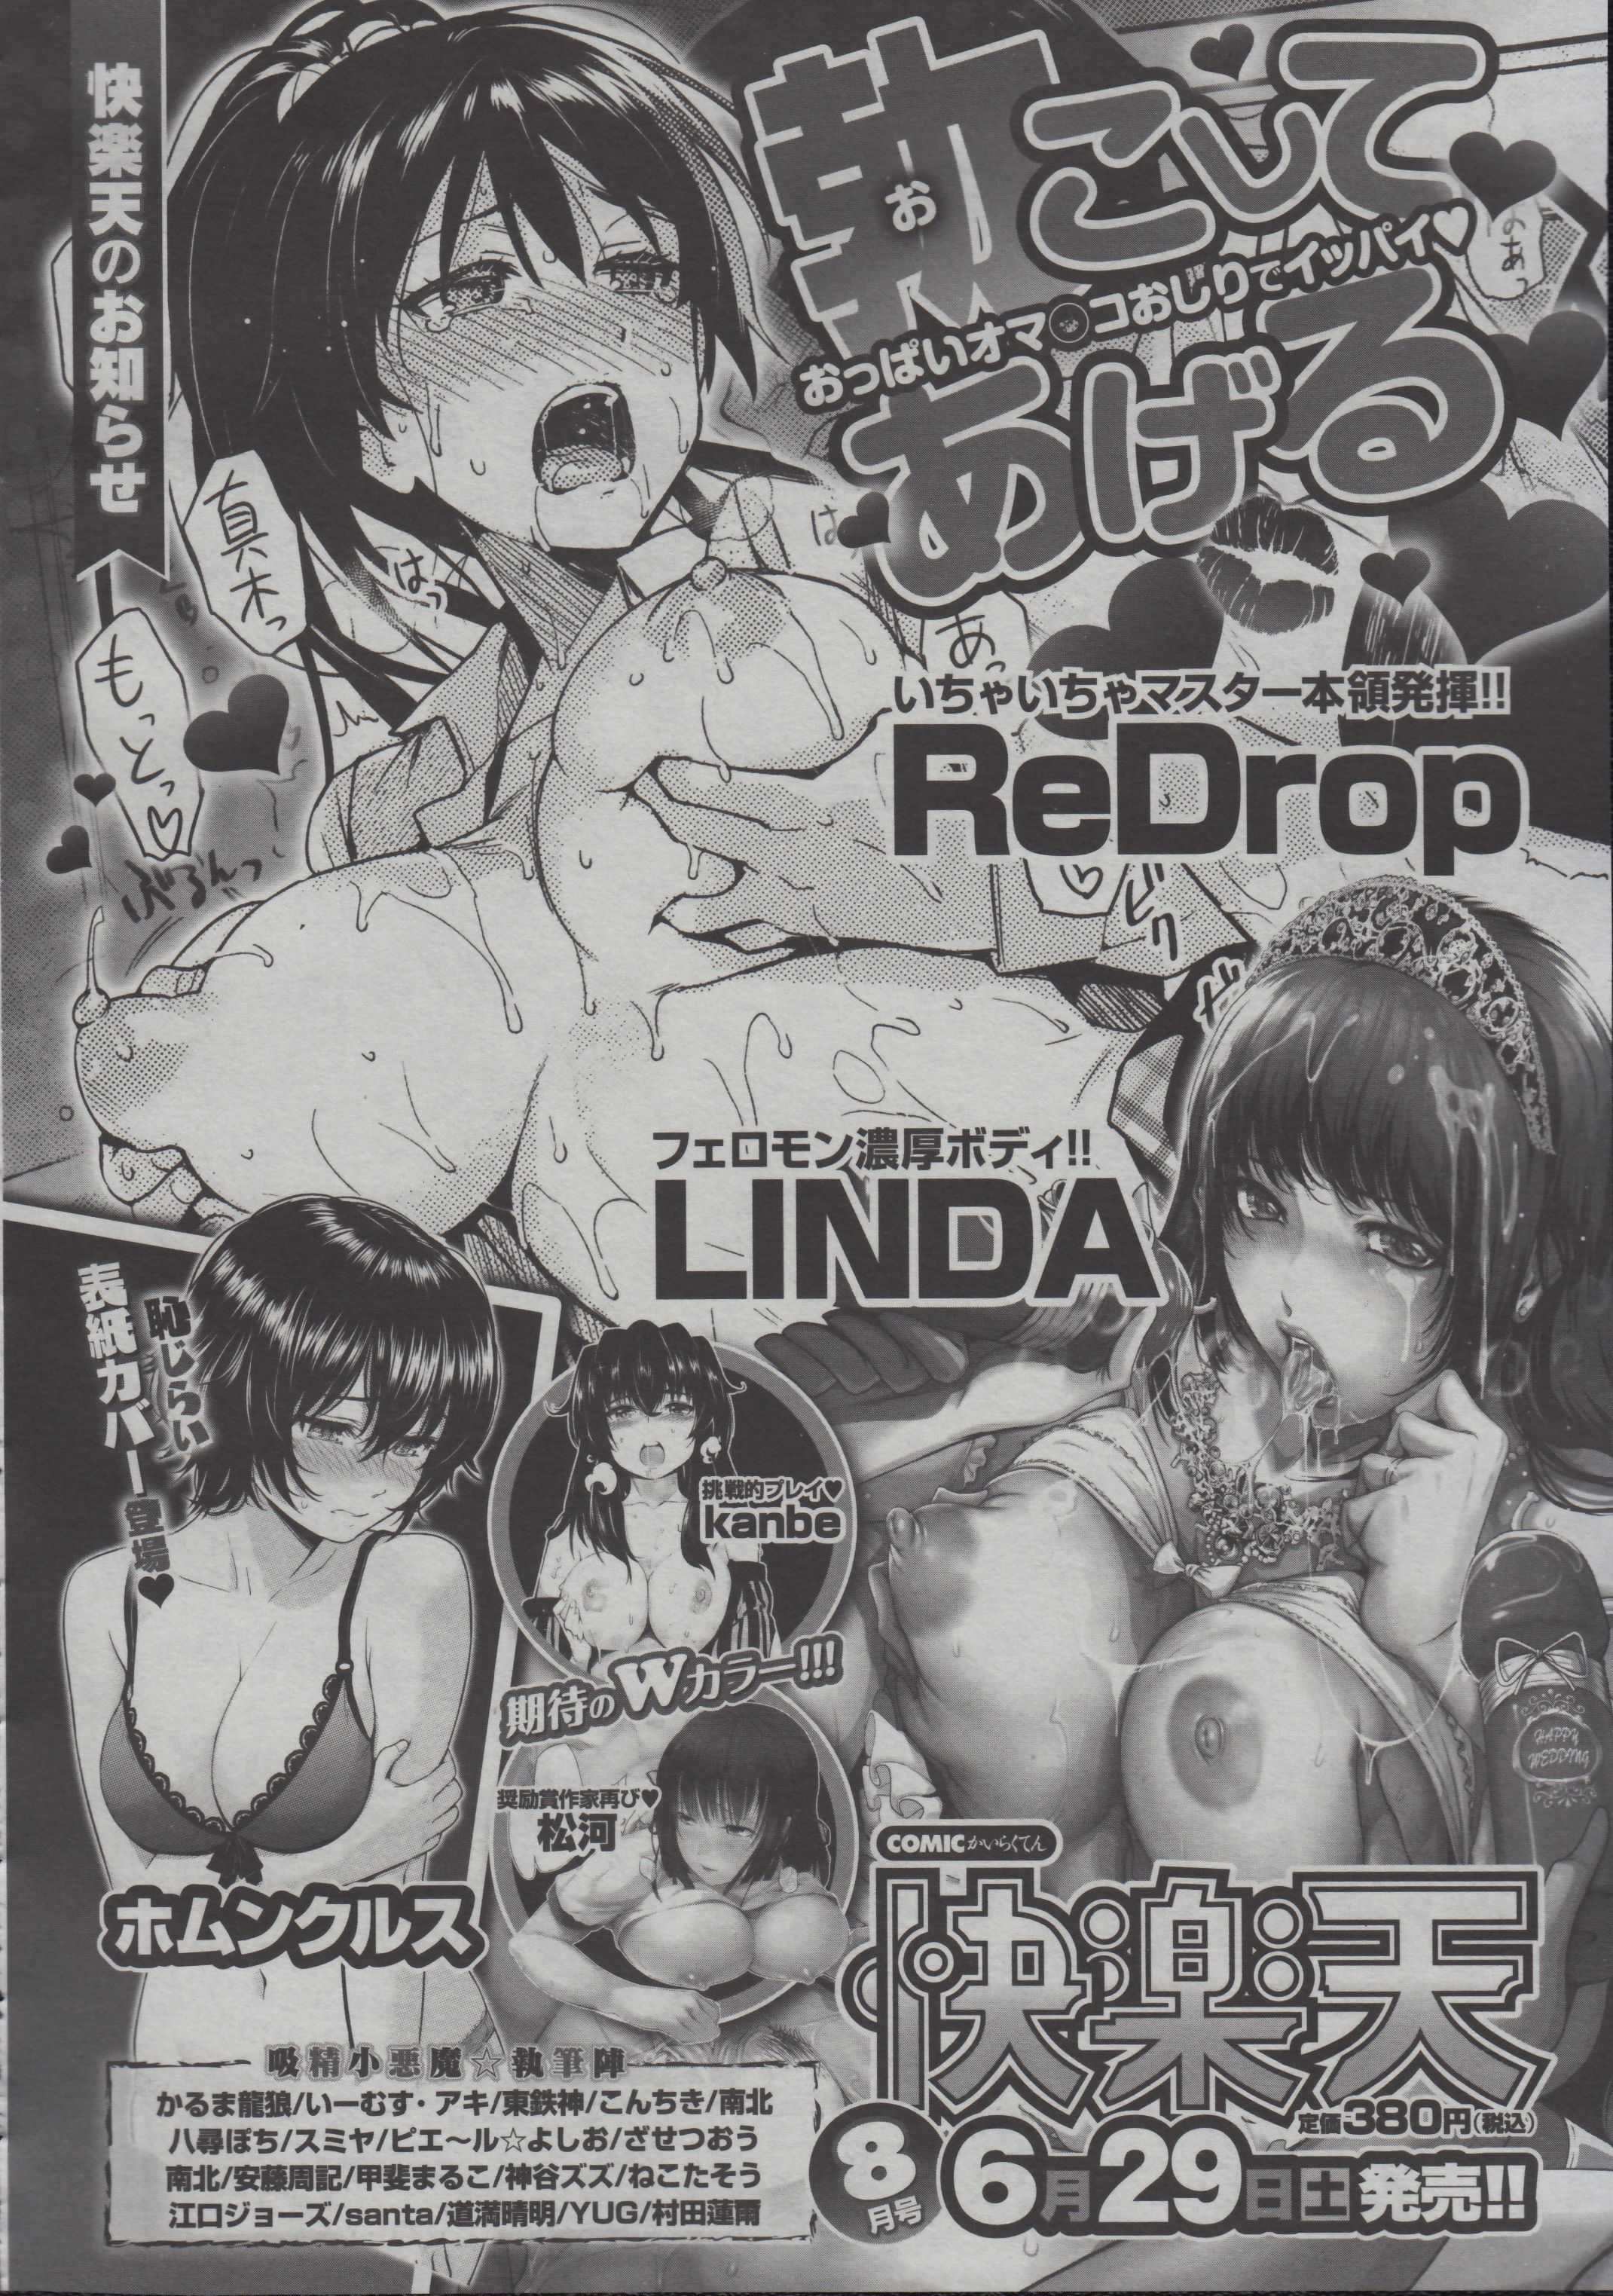 快楽天のお知らせ
お
こして
あげる
おっぱいオマ◉コおしりでイッパイ♥
のあっ
真木っ
もっとっ♡
はっ
は
あっ
ぶるんっ
いちゃいちゃマスター本領発揮!!
ReDrop
フェロモン濃厚ボディ!!
LINDA
恥じらい
表紙カバー登場♥
ホムンクルス
挑戦的プレイ♥
kanbe
期待のWカラー!!!
奨励賞作家再び♥
松河
HAPPY
WEDDING
COMICかいらくてん
快楽天
定価380円(税込)
8月号
6月29日土発売!!
吸精小悪魔☆執筆陣
かるま龍狼/いーむす・アキ/東鉄神/こんちき/南北
八尋ぽち/スミヤ/ピエ〜ル☆よしお/ざせつおう
南北/安藤周記/甲斐まるこ/神谷ズズ/ねこたそう
江口ジョーズ/santa/道満晴明/YUG/村田蓮爾